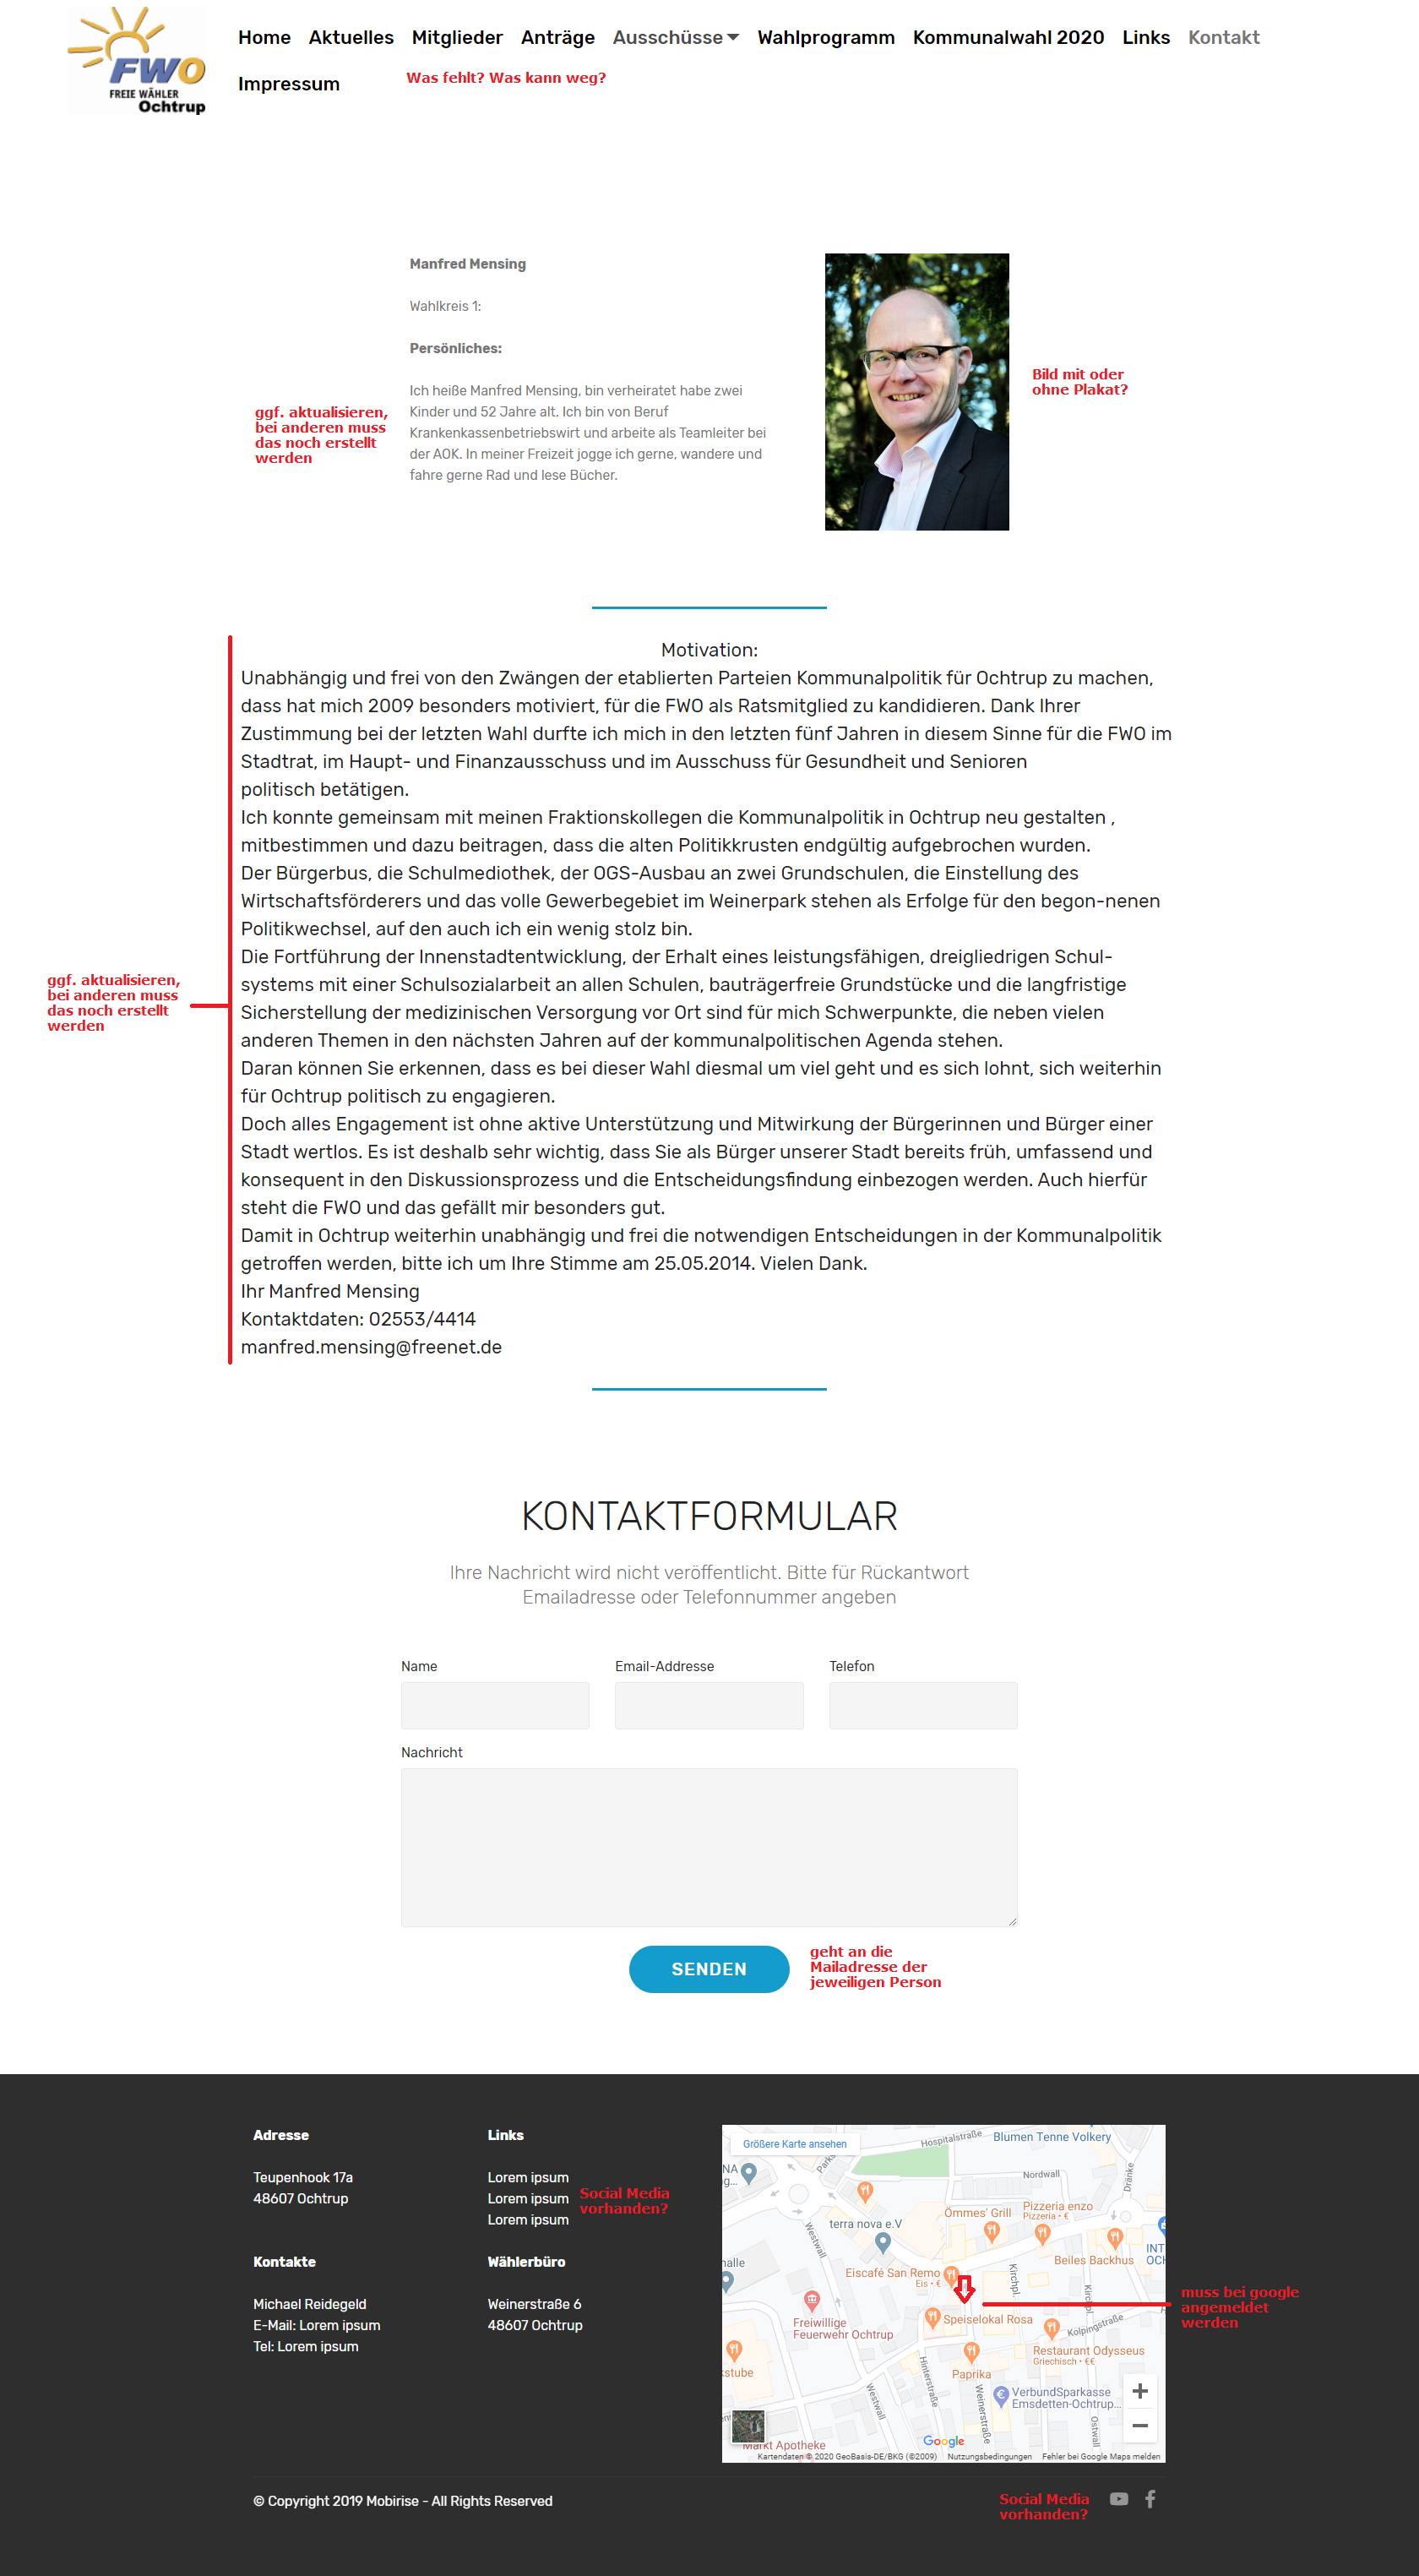 FWO
FREIE WÄHLER
Ochtrup
Home Aktuelles Mitglieder Anträge Ausschüsse Wahlprogramm Kommunalwahl 2020 Links Kontakt
Impressum
Was fehlt? Was kann weg?
Manfred Mensing
Wahlkreis 1:
Persönliches:
Ich heiße Manfred Mensing, bin verheiratet habe zwei
Kinder und 52 Jahre alt. Ich bin von Beruf
Krankenkassenbetriebswirt und arbeite als Teamleiter bei
der AOK. In meiner Freizeit jogge ich gerne, wandere und
fahre gerne Rad und lese Bücher.
ggf. aktualisieren,
bei anderen muss
das noch erstellt
werden
Bild mit oder
ohne Plakat?
Motivation:
Unabhängig und frei von den Zwängen der etablierten Parteien Kommunalpolitik für Ochtrup zu machen,
dass hat mich 2009 besonders motiviert, für die FWO als Ratsmitglied zu kandidieren. Dank Ihrer
Zustimmung bei der letzten Wahl durfte ich mich in den letzten fünf Jahren in diesem Sinne für die FWO im
Stadtrat, im Haupt- und Finanzausschuss und im Ausschuss für Gesundheit und Senioren
politisch betätigen.
Ich konnte gemeinsam mit meinen Fraktionskollegen die Kommunalpolitik in Ochtrup neu gestalten ,
mitbestimmen und dazu beitragen, dass die alten Politikkrusten endgültig aufgebrochen wurden.
Der Bürgerbus, die Schulmediothek, der OGS-Ausbau an zwei Grundschulen, die Einstellung des
Wirtschaftsförderers und das volle Gewerbegebiet im Weinerpark stehen als Erfolge für den begon-nenen
Politikwechsel, auf den auch ich ein wenig stolz bin.
Die Fortführung der Innenstadtentwicklung, der Erhalt eines leistungsfähigen, dreigliedrigen Schul-
systems mit einer Schulsozialarbeit an allen Schulen, bauträgerfreie Grundstücke und die langfristige
Sicherstellung der medizinischen Versorgung vor Ort sind für mich Schwerpunkte, die neben vielen
anderen Themen in den nächsten Jahren auf der kommunalpolitischen Agenda stehen.
Daran können Sie erkennen, dass es bei dieser Wahl diesmal um viel geht und es sich lohnt, sich weiterhin
für Ochtrup politisch zu engagieren.
Doch alles Engagement ist ohne aktive Unterstützung und Mitwirkung der Bürgerinnen und Bürger einer
Stadt wertlos. Es ist deshalb sehr wichtig, dass Sie als Bürger unserer Stadt bereits früh, umfassend und
konsequent in den Diskussionsprozess und die Entscheidungsfindung einbezogen werden. Auch hierfür
steht die FWO und das gefällt mir besonders gut.
Damit in Ochtrup weiterhin unabhängig und frei die notwendigen Entscheidungen in der Kommunalpolitik
getroffen werden, bitte ich um Ihre Stimme am 25.05.2014. Vielen Dank.
Ihr Manfred Mensing
Kontaktdaten: 02553/4414
manfred.mensing@freenet.de
ggf. aktualisieren,
bei anderen muss
das noch erstellt
werden
KONTAKTFORMULAR
Ihre Nachricht wird nicht veröffentlicht. Bitte für Rückantwort
Emailadresse oder Telefonnummer angeben
Name Email-Addresse Telefon
Nachricht
SENDEN
geht an die
Mailadresse der
jeweiligen Person
Adresse
Teupenhook 17a
48607 Ochtrup
Kontakte
Michael Reidegeld
E-Mail: Lorem ipsum
Tel: Lorem ipsum
Links
Lorem ipsum
Lorem ipsum
Lorem ipsum
Social Media
vorhanden?
Wählerbüro
Weinerstraße 6
48607 Ochtrup
Größere Karte ansehen
Hospitalstraße
Blumen Tenne Volkery
Parks
NA
g...
Nordwall
Dränke
Ömmes' Grill
Pizzeria enzo
Pizzeria • €
terra nova e.V
Westwall
Beiles Backhus
INT
OCH
halle
Eiscafé San Remo
Eis • €
Kirchpl.
Kirchpl.
Speiselokal Rosa
Freiwillige
Feuerwehr Ochtrup
Kolpingstraße
Restaurant Odysseus
Griechisch • €€
kstube
Paprika
Hinterstraße
Westwall
Weinerstraße
VerbundSparkasse
Emsdetten-Ochtrup...
Ostwall
Markt Apotheke
Google
Kartendaten © 2020 GeoBasis-DE/BKG (©2009) Nutzungsbedingungen Fehler bei Google Maps melden
muss bei google
angemeldet
werden
© Copyright 2019 Mobirise - All Rights Reserved
Social Media
vorhanden?